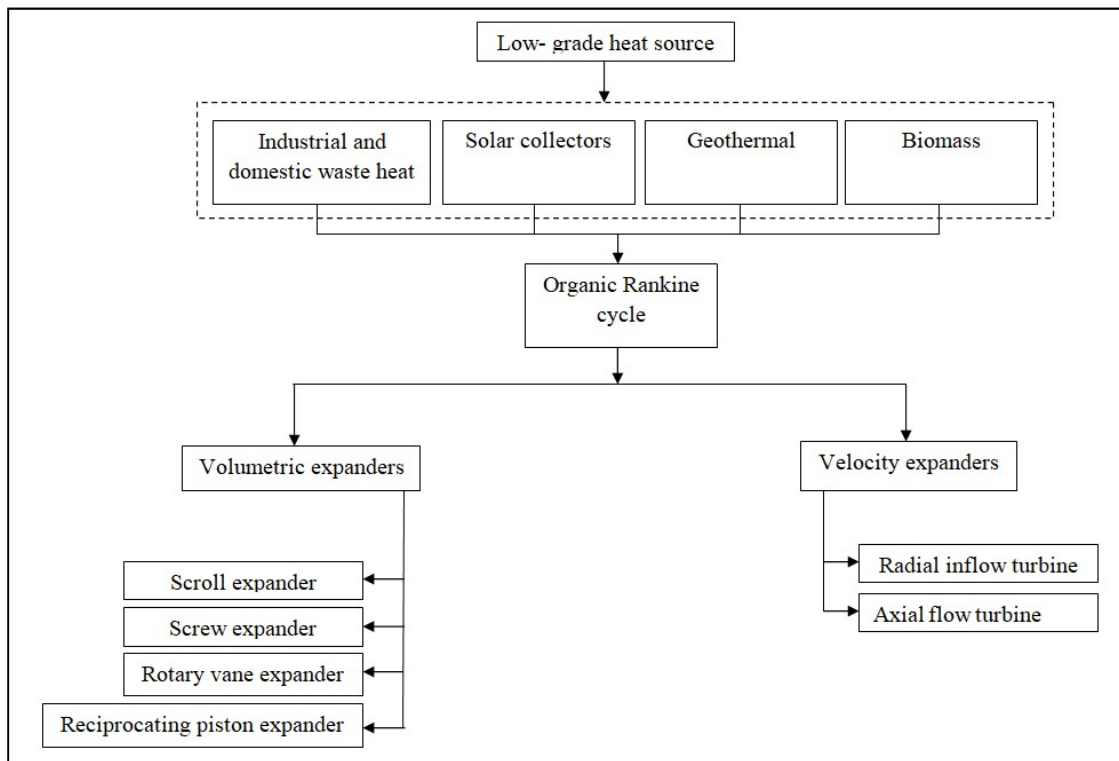 Low- grade heat source
Industrial and
domestic waste heat
Solar collectors
Geothermal
Biomass
Organic Rankine
cycle
Volumetric expanders
Velocity expanders
Scroll expander
Screw expander
Rotary vane expander
Reciprocating piston expander
Radial inflow turbine
Axial flow turbine